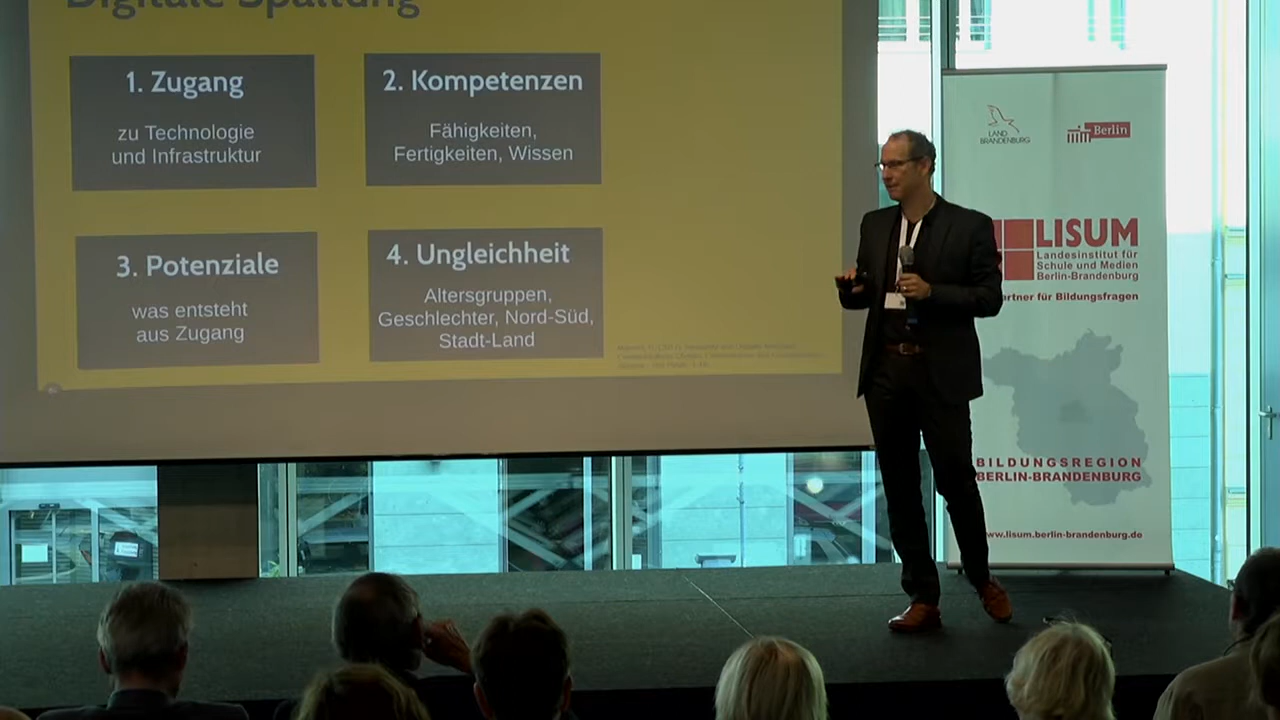 Digitale Spaltung
1. Zugang
zu Technologie
und Infrastruktur
2. Kompetenzen
Fähigkeiten,
Fertigkeiten, Wissen
3. Potenziale
was entsteht
aus Zugang
4. Ungleichheit
Altersgruppen,
Geschlechter, Nord-Süd,
Stadt-Land
LAND
BRANDENBURG
Berlin
LISUM
Landesinstitut für
Schule und Medien
Berlin-Brandenburg
für Bildungsfragen
BILDUNGSREGION
BERLIN-BRANDENBURG
www.lisum.berlin-brandenburg.de